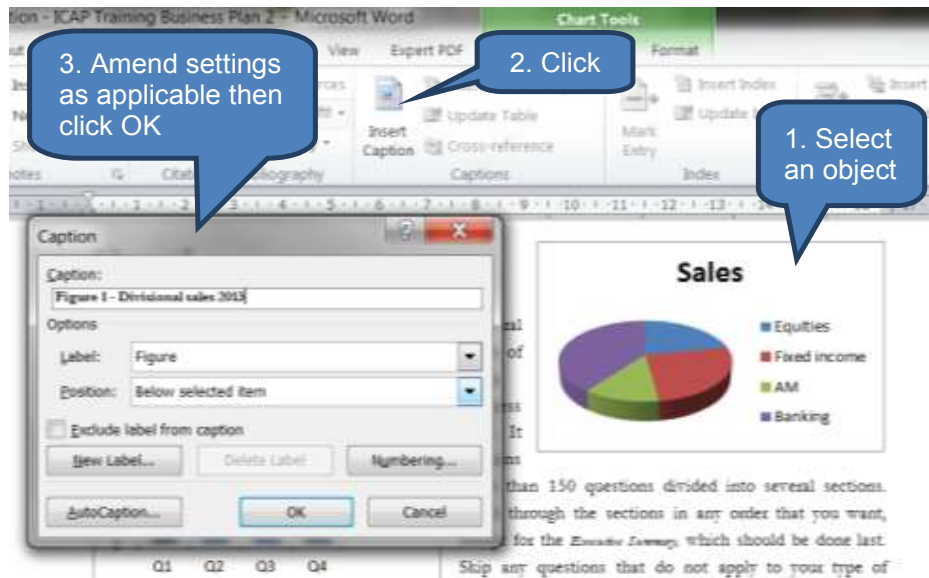 tion - ICAP Training Business Plan 2 - Microsoft Word
Chart Tools
View Expert PDF Format
3. Amend settings
as applicable then
click OK
2. Click
1. Select
an object
Insert
Caption
Update Table
Cross-reference
Captions
Mark
Entry
Insert Index
Update
Index
Insert
Caption
Caption:
Figure 1 - Divisional sales 2013
Options
Label: Figure
Position: Below selected item
Exclude label from caption
New Label... Delete Label Numbering...
AutoCaption... OK Cancel
Sales
Equities
Fixed income
AM
Banking
of
It
than 150 questions divided into several sections.
through the sections in any order that you want,
for the Executive Summary, which should be done last.
Skip any questions that do not apply to your type of
Q1 Q2 Q3 Q4